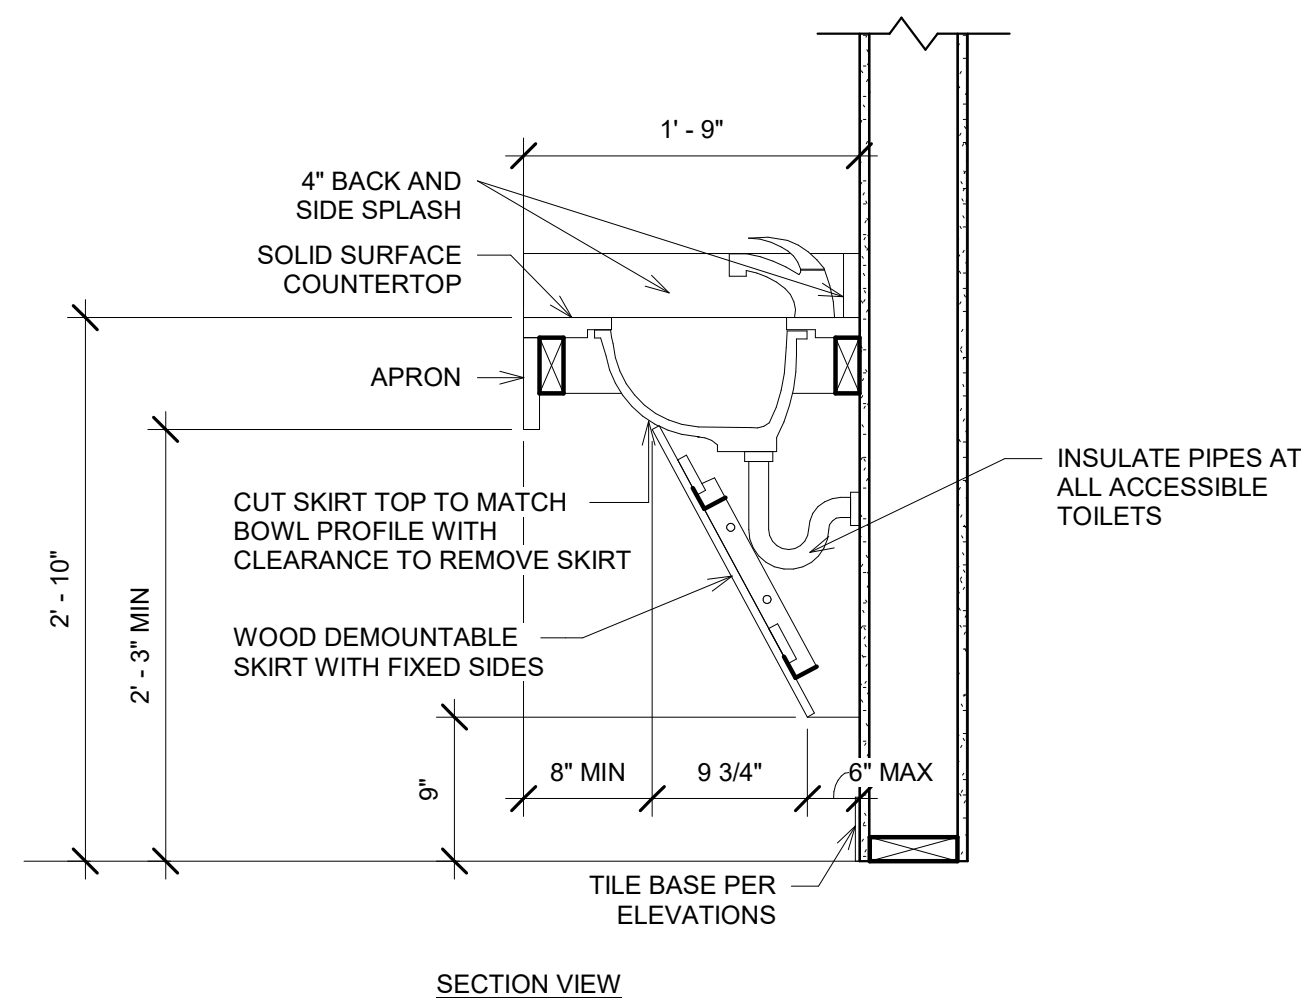 1' - 9"
4" BACK AND
SIDE SPLASH
SOLID SURFACE
COUNTERTOP
APRON
INSULATE PIPES AT
ALL ACCESSIBLE
TOILETS
CUT SKIRT TOP TO MATCH
BOWL PROFILE WITH
CLEARANCE TO REMOVE SKIRT
2' - 10"
2' - 3" MIN
WOOD DEMOUNTABLE
SKIRT WITH FIXED SIDES
9"
8" MIN
9 3/4"
6" MAX
TILE BASE PER
ELEVATIONS
SECTION VIEW